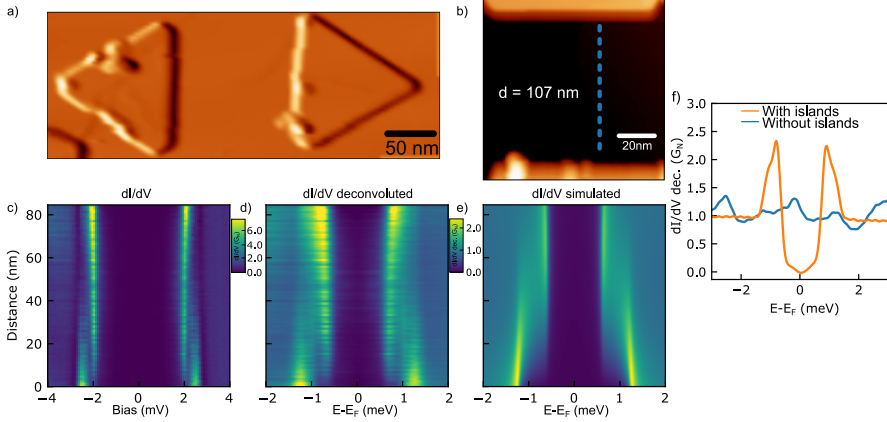 a)
50 nm
b)
d = 107 nm
20nm
f)
With islands
Without islands
dI/dV dec. (G_N)
3.0
2.5
2.0
1.5
1.0
0.5
0.0
−2 0 2
E-E_F (meV)
c)
dI/dV
d)
dI/dV deconvoluted
e)
dI/dV simulated
Distance (nm)
80
60
40
20
0
dI/dV (G_N)
6.0
4.0
2.0
0.0
dI/dV dec. (G_N)
2.0
1.0
0.0
−4 −2 0 2 4
Bias (mV)
−2 −1 0 1 2
E-E_F (meV)
−2 −1 0 1 2
E-E_F (meV)